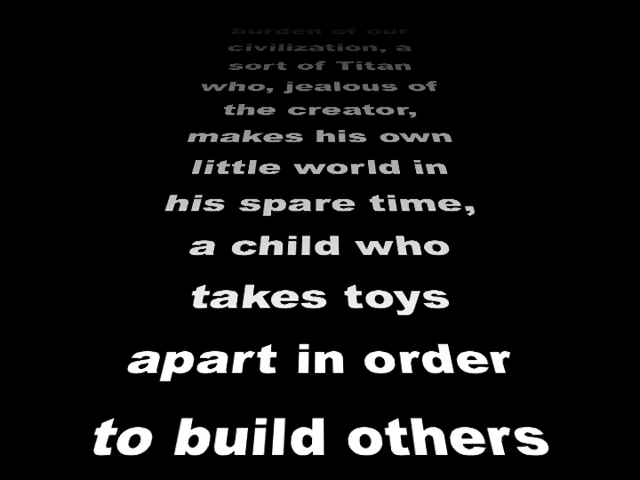 burden of our
civilization, a
sort of Titan
who, jealous of
the creator,
makes his own
little world in
his spare time,
a child who
takes toys
apart in order
to build others